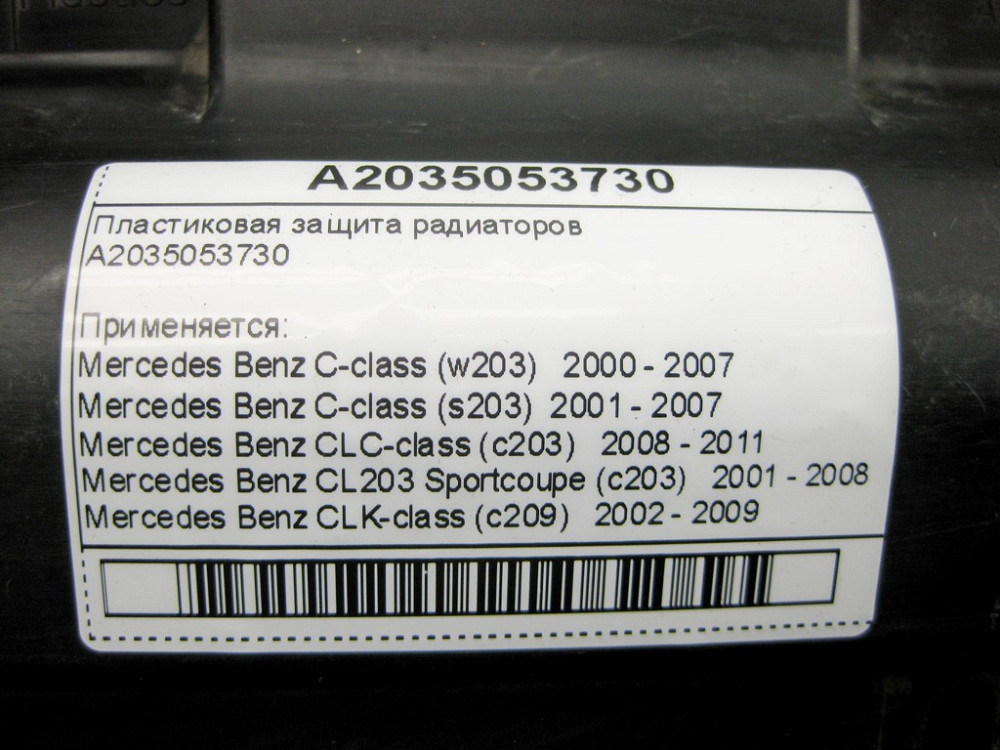 A2035053730
Пластиковая защита радиаторов
A2035053730
Применяется:
Mercedes Benz C-class (w203) 2000 - 2007
Mercedes Benz C-class (s203) 2001 - 2007
Mercedes Benz CLC-class (c203) 2008 - 2011
Mercedes Benz CL203 Sportcoupe (c203) 2001 - 2008
Mercedes Benz CLK-class (c209) 2002 - 2009